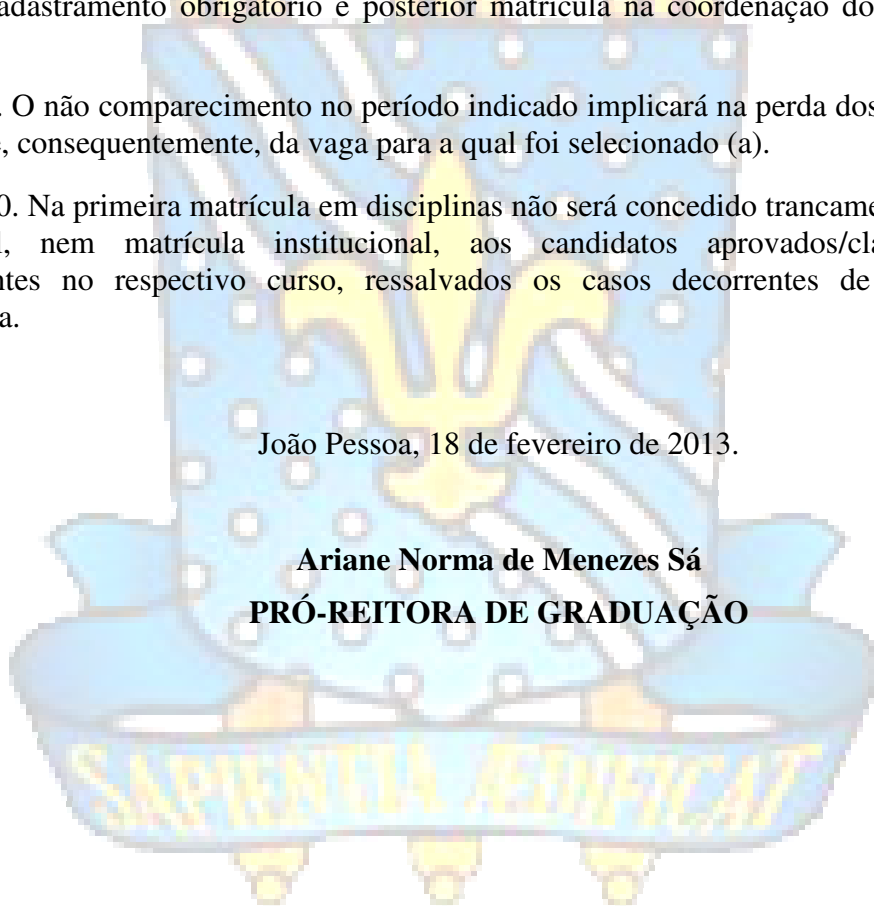 adastramento obrigatório e posterior matrícula na coordenação do
. O não comparecimento no período indicado implicará na perda dos
, consequentemente, da vaga para a qual foi selecionado (a).
0. Na primeira matrícula em disciplinas não será concedido trancame
l, nem matrícula institucional, aos candidatos aprovados/cla
ntes no respectivo curso, ressalvados os casos decorrentes de
a.
João Pessoa, 18 de fevereiro de 2013.
Ariane Norma de Menezes Sá
PRÓ-REITORA DE GRADUAÇÃO
SAPIENTIA ÆDIFICAT